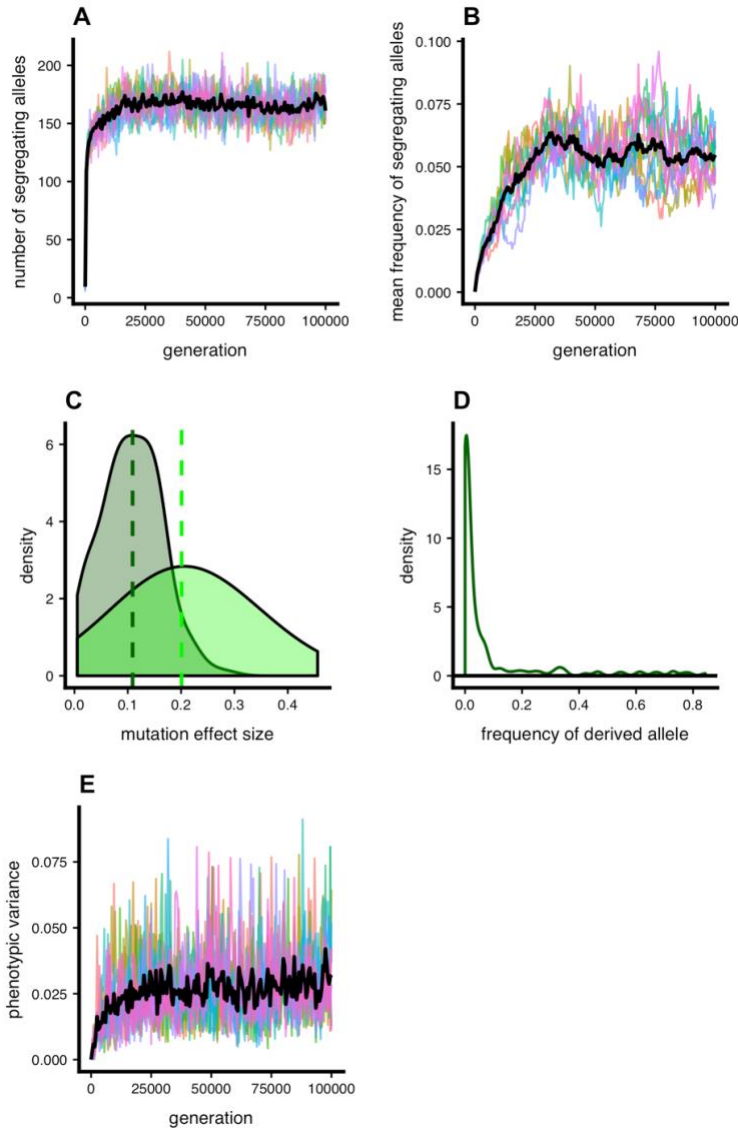 A
number of segregating alleles
200
150
100
50
0
0 25000 50000 75000 100000
generation
B
mean frequency of segregating alleles
0.100
0.075
0.050
0.025
0.000
0 25000 50000 75000 100000
generation
C
density
6
4
2
0
0.0 0.1 0.2 0.3 0.4
mutation effect size
D
density
15
10
5
0
0.0 0.2 0.4 0.6 0.8
frequency of derived allele
E
phenotypic variance
0.075
0.050
0.025
0.000
0 25000 50000 75000 100000
generation